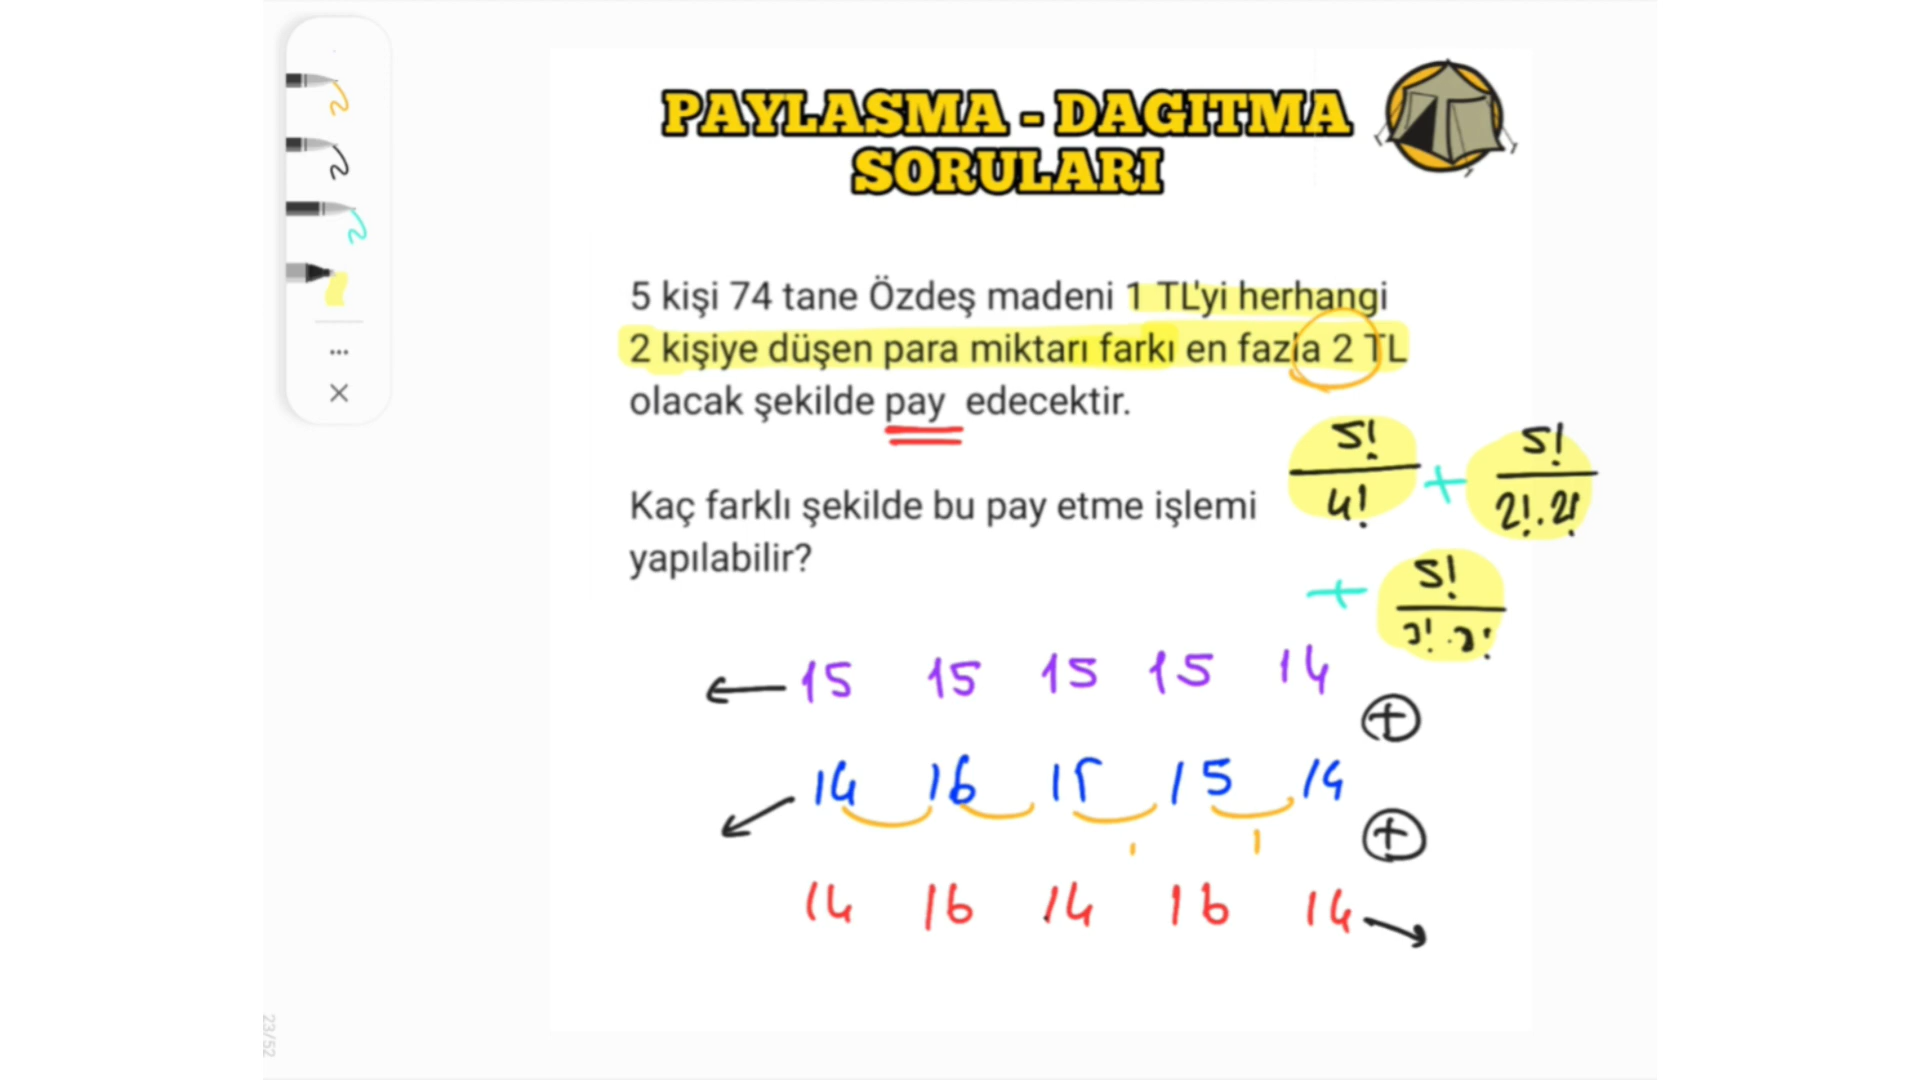 PAYLASMA - DAGITMA
SORULARI
5 kişi 74 tane Özdeş madeni 1 TL'yi herhangi
2 kişiye düşen para miktarı farkı en fazla 2 TL
olacak şekilde pay edecektir.
5!
4!
+
5!
2!.2!
Kaç farklı şekilde bu pay etme işlemi
yapılabilir?
+
5!
15 15 15 15 14
+
14 16 15 15 14
+
14 16 14 16 14
23/52